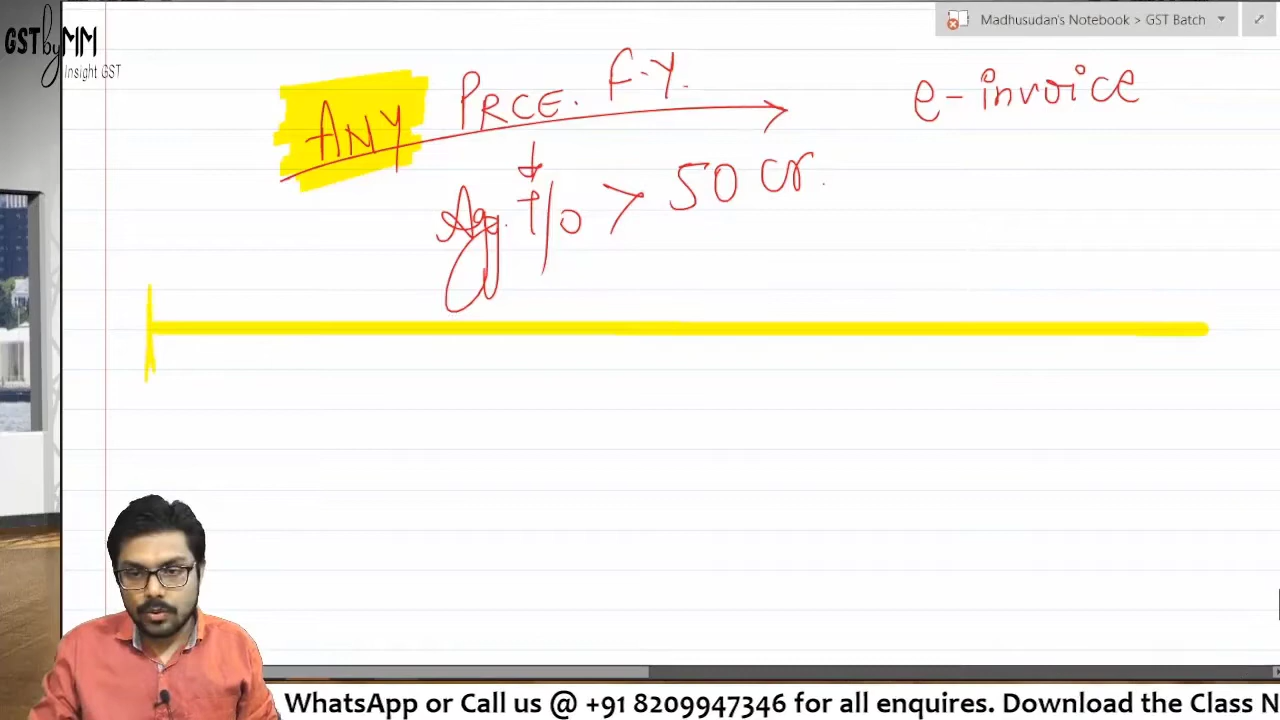 GST by MM
Insight GST
Madhusudan's Notebook > GST Batch
ANY PRCE. F.Y. e-invoice
Agg. T/O > 50 Cr.
WhatsApp or Call us @ +91 8209947346 for all enquires. Download the Class N